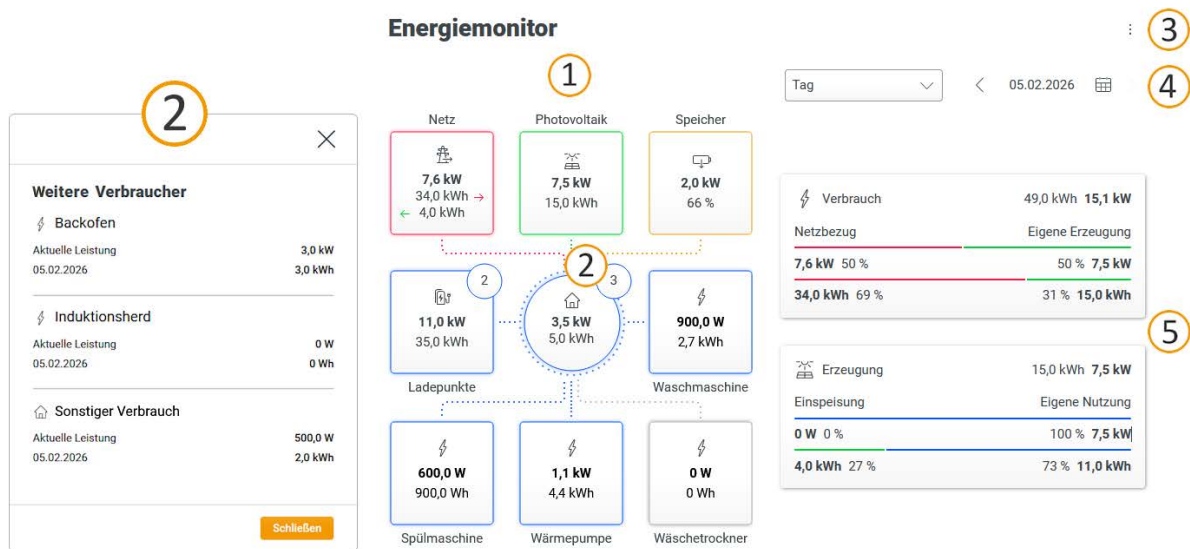 Energiemonitor
1
3
4
Tag
05.02.2026
2
Weitere Verbraucher
Backofen
Aktuelle Leistung 3,0 kW
05.02.2026 3,0 kWh
Induktionsherd
Aktuelle Leistung 0 W
05.02.2026 0 Wh
Sonstiger Verbrauch
Aktuelle Leistung 500,0 W
05.02.2026 2,0 kWh
Schließen
Netz Photovoltaik Speicher
7,6 kW 7,5 kW 2,0 kW
34,0 kWh → 15,0 kWh 66 %
← 4,0 kWh
2 2 3
11,0 kW 3,5 kW 900,0 W
35,0 kWh 5,0 kWh 2,7 kWh
Ladepunkte Waschmaschine
600,0 W 1,1 kW 0 W
900,0 Wh 4,4 kWh 0 Wh
Spülmaschine Wärmepumpe Wäschetrockner
Verbrauch 49,0 kWh 15,1 kW
Netzbezug Eigene Erzeugung
7,6 kW 50 % 50 % 7,5 kW
34,0 kWh 69 % 31 % 15,0 kWh
5
Erzeugung 15,0 kWh 7,5 kW
Einspeisung Eigene Nutzung
0 W 0 % 100 % 7,5 kW
4,0 kWh 27 % 73 % 11,0 kWh